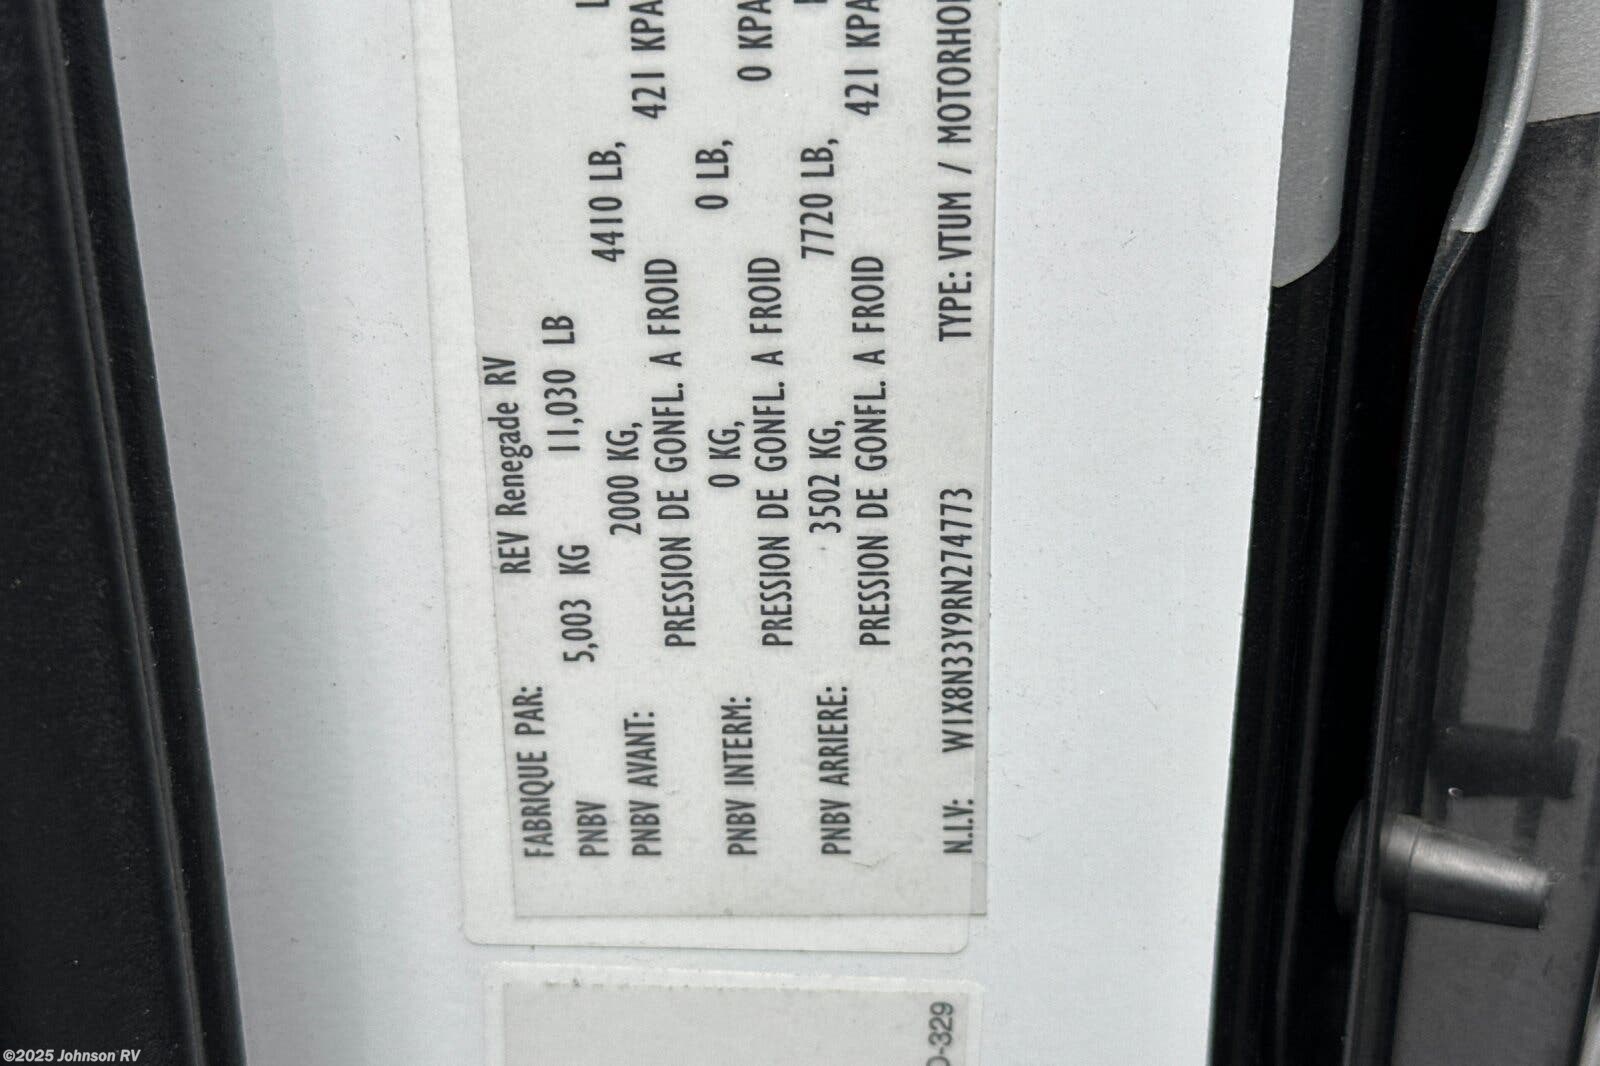 FABRIQUE PAR: REV Renegade RV
PNBV 5,003 KG 11,030 LB
PNBV AVANT: 2000 KG, 4410 LB,
PRESSION DE GONFL. A FROID 421 KPA
PNBV INTERM: 0 KG, 0 LB,
PRESSION DE GONFL. A FROID 0 KPA
PNBV ARRIERE: 3502 KG, 7720 LB,
PRESSION DE GONFL. A FROID 421 KPA
N.I.V: W1X8N33Y9RN274773 TYPE: VTUM / MOTORHO
-329
©2025 Johnson RV